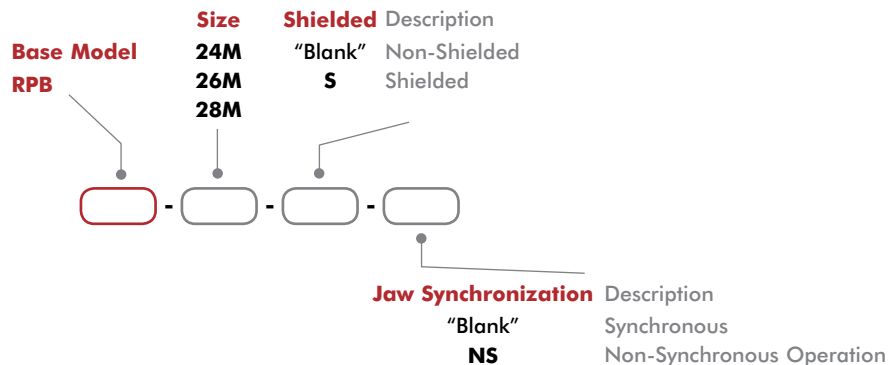 Size Shielded Description
Base Model 24M “Blank” Non-Shielded
RPB 26M S Shielded
28M
- - -
Jaw Synchronization Description
“Blank” Synchronous
NS Non-Synchronous Operation